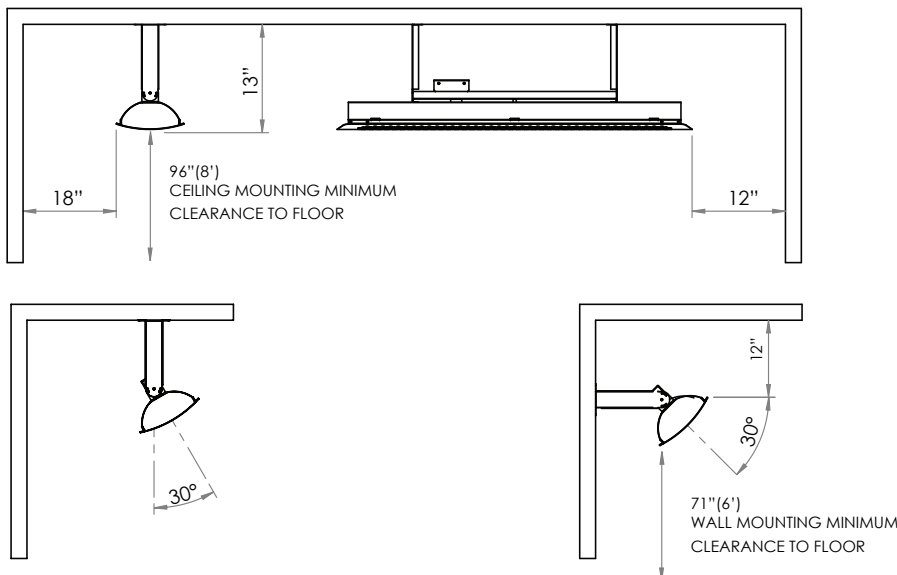 13”
96”(8’)
CEILING MOUNTING MINIMUM
CLEARANCE TO FLOOR
18”
12”
12”
30°
30°
71”(6’)
WALL MOUNTING MINIMUM
CLEARANCE TO FLOOR